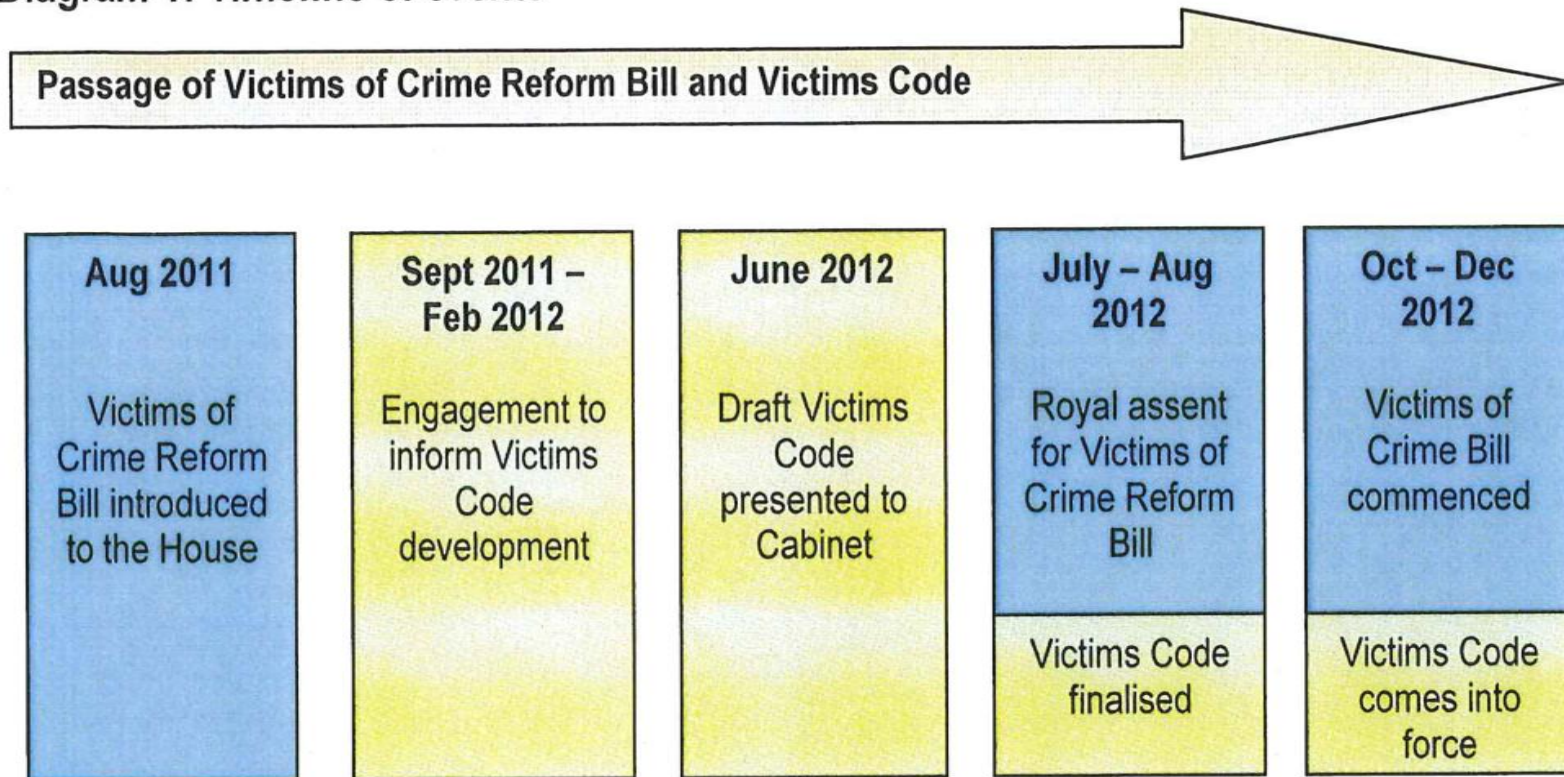 Passage of Victims of Crime Reform Bill and Victims Code
Aug 2011
Victims of
Crime Reform
Bill introduced
to the House
Sept 2011 –
Feb 2012
Engagement to
inform Victims
Code
development
June 2012
Draft Victims
Code
presented to
Cabinet
July – Aug
2012
Royal assent
for Victims of
Crime Reform
Bill
Victims Code
finalised
Oct – Dec
2012
Victims of
Crime Bill
commenced
Victims Code
comes into
force